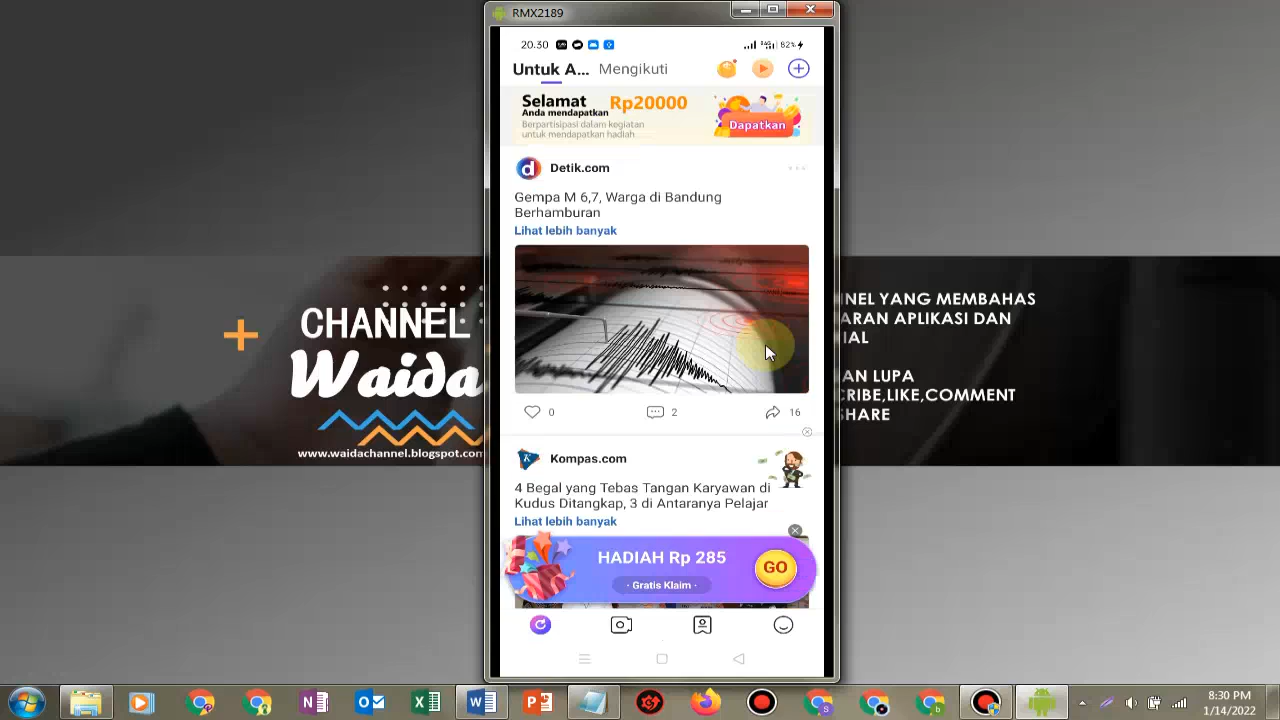 RMX2189
20.30
82%
Untuk A... Mengikuti
Selamat Rp20000
Anda mendapatkan
Berpartisipasi dalam kegiatan
untuk mendapatkan hadiah
Dapatkan
Detik.com
Gempa M 6,7, Warga di Bandung
Berhamburan
Lihat lebih banyak
0 2 16
Kompas.com
4 Begal yang Tebas Tangan Karyawan di
Kudus Ditangkap, 3 di Antaranya Pelajar
Lihat lebih banyak
HADIAH Rp 285
· Gratis Klaim ·
GO
CHANNEL
Waida
www.waidachannel.blogspot.com
NNEL YANG MEMBAHAS
ARAN APLIKASI DAN
IAL
AN LUPA
CRIBE,LIKE,COMMENT
SHARE
8:30 PM
1/14/2022